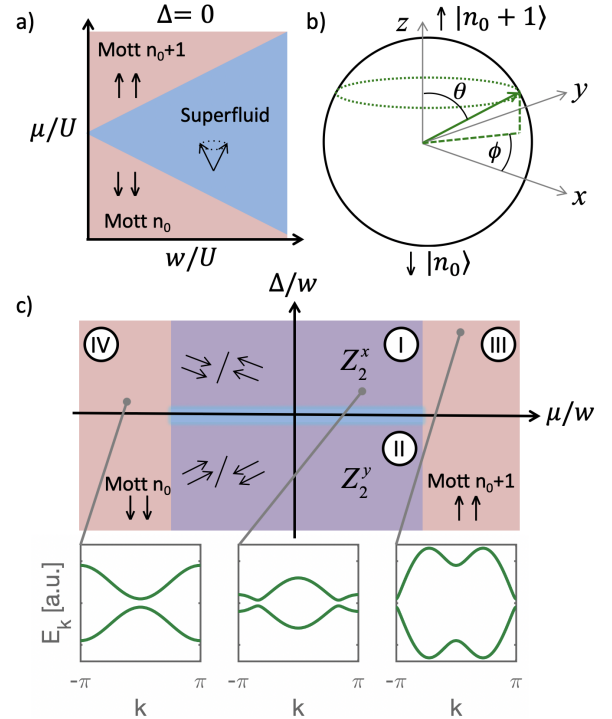 a)
Δ= 0
μ/U
Mott n₀+1
↑ ↑
Superfluid
↓ ↓
Mott n₀
w/U
b)
z
↑ |n₀ + 1⟩
θ
y
ϕ
x
↓ |n₀⟩
c)
Δ/w
IV
I
III
Z₂ˣ
μ/w
II
Z₂ʸ
Mott n₀
↓↓
Mott n₀+1
↑↑
Eₖ [a.u.]
-π π
k
-π π
k
-π π
k